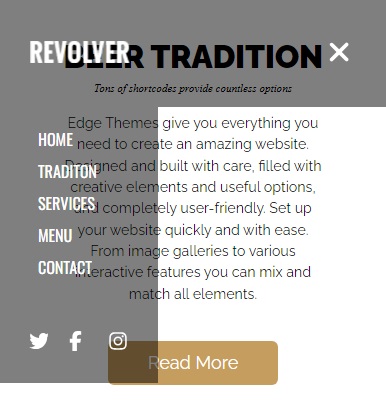 REVOLVER
BEER TRADITION
Tons of shortcodes provide countless options
HOME
TRADITON
SERVICES
MENU
CONTACT
Edge Themes give you everything you
need to create an amazing website.
Designed and built with care, filled with
creative elements and useful options,
and completely user-friendly. Set up
your website quickly and with ease.
From image galleries to various
interactive features you can mix and
match all elements.
Read More